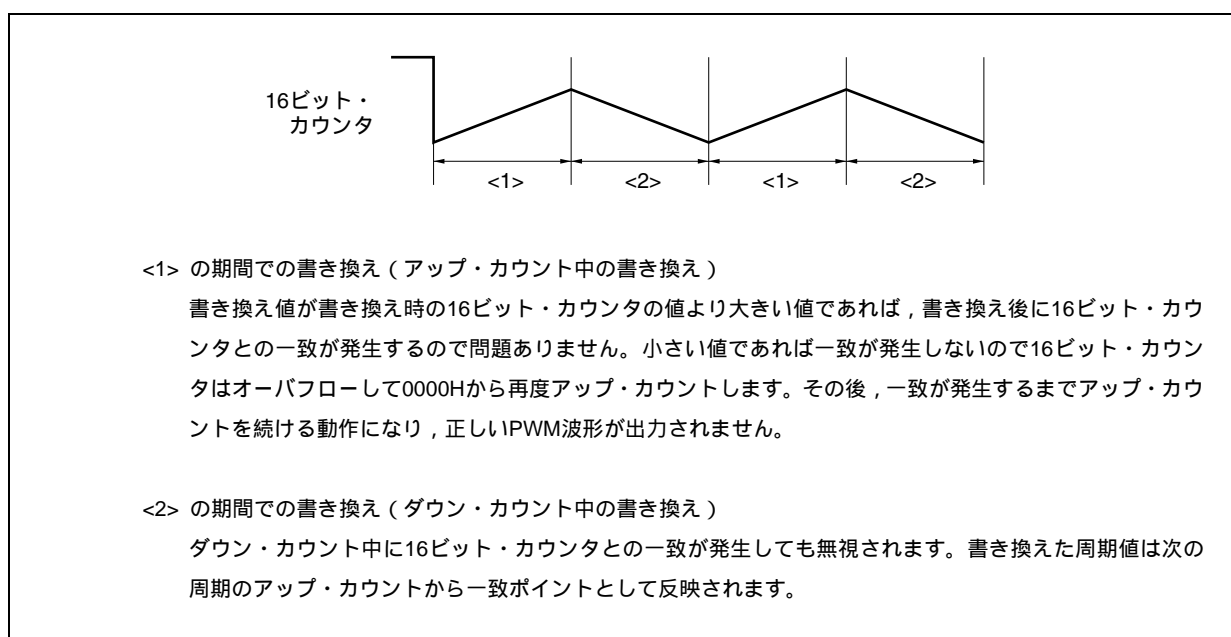 16ビット・
カウンタ
<1>
<2>
<1>
<2>
<1> の期間での書き換え（アップ・カウント中の書き換え）
書き換え値が書き換え時の16ビット・カウンタの値より大きい値であれば，書き換え後に16ビット・カウ
ンタとの一致が発生するので問題ありません。小さい値であれば一致が発生しないので16ビット・カウン
タはオーバフローして0000Hから再度アップ・カウントします。その後，一致が発生するまでアップ・カウ
ントを続ける動作になり，正しいPWM波形が出力されません。
<2> の期間での書き換え（ダウン・カウント中の書き換え）
ダウン・カウント中に16ビット・カウンタとの一致が発生しても無視されます。書き換えた周期値は次の
周期のアップ・カウントから一致ポイントとして反映されます。